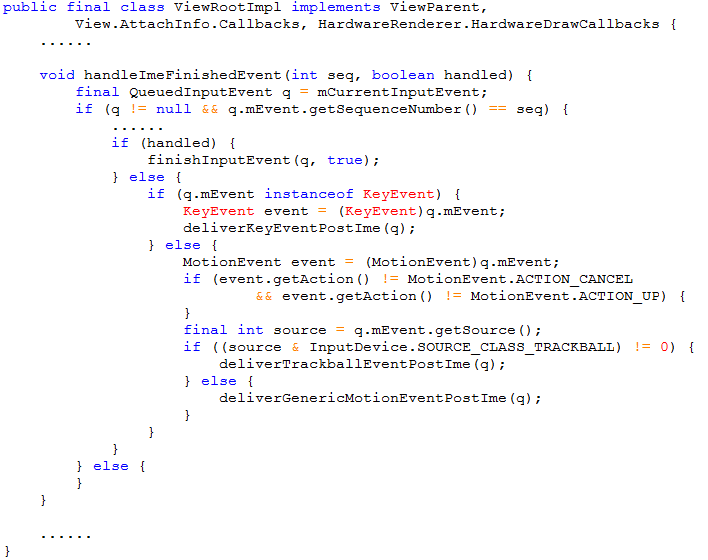 public final class ViewRootImpl implements ViewParent,
        View.AttachInfo.Callbacks, HardwareRenderer.HardwareDrawCallbacks {
    ......

    void handleImeFinishedEvent(int seq, boolean handled) {
        final QueuedInputEvent q = mCurrentInputEvent;
        if (q != null && q.mEvent.getSequenceNumber() == seq) {
            ......
            if (handled) {
                finishInputEvent(q, true);
            } else {
                if (q.mEvent instanceof KeyEvent) {
                    KeyEvent event = (KeyEvent)q.mEvent;
                    deliverKeyEventPostIme(q);
                } else {
                    MotionEvent event = (MotionEvent)q.mEvent;
                    if (event.getAction() != MotionEvent.ACTION_CANCEL
                            && event.getAction() != MotionEvent.ACTION_UP) {
                    }
                    final int source = q.mEvent.getSource();
                    if ((source & InputDevice.SOURCE_CLASS_TRACKBALL) != 0) {
                        deliverTrackballEventPostIme(q);
                    } else {
                        deliverGenericMotionEventPostIme(q);
                    }
                }
            }
        } else {
        }
    }

    ......
}